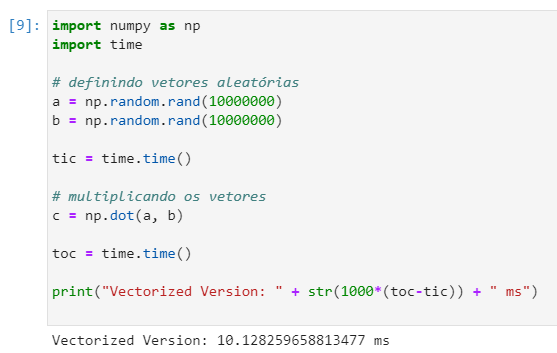 [9]: import numpy as np
import time
# definindo vetores aleatórias
a = np.random.rand(10000000)
b = np.random.rand(10000000)
tic = time.time()
# multiplicando os vetores
c = np.dot(a, b)
toc = time.time()
print("Vectorized Version: " + str(1000*(toc-tic)) + " ms")
Vectorized Version: 10.128259658813477 ms